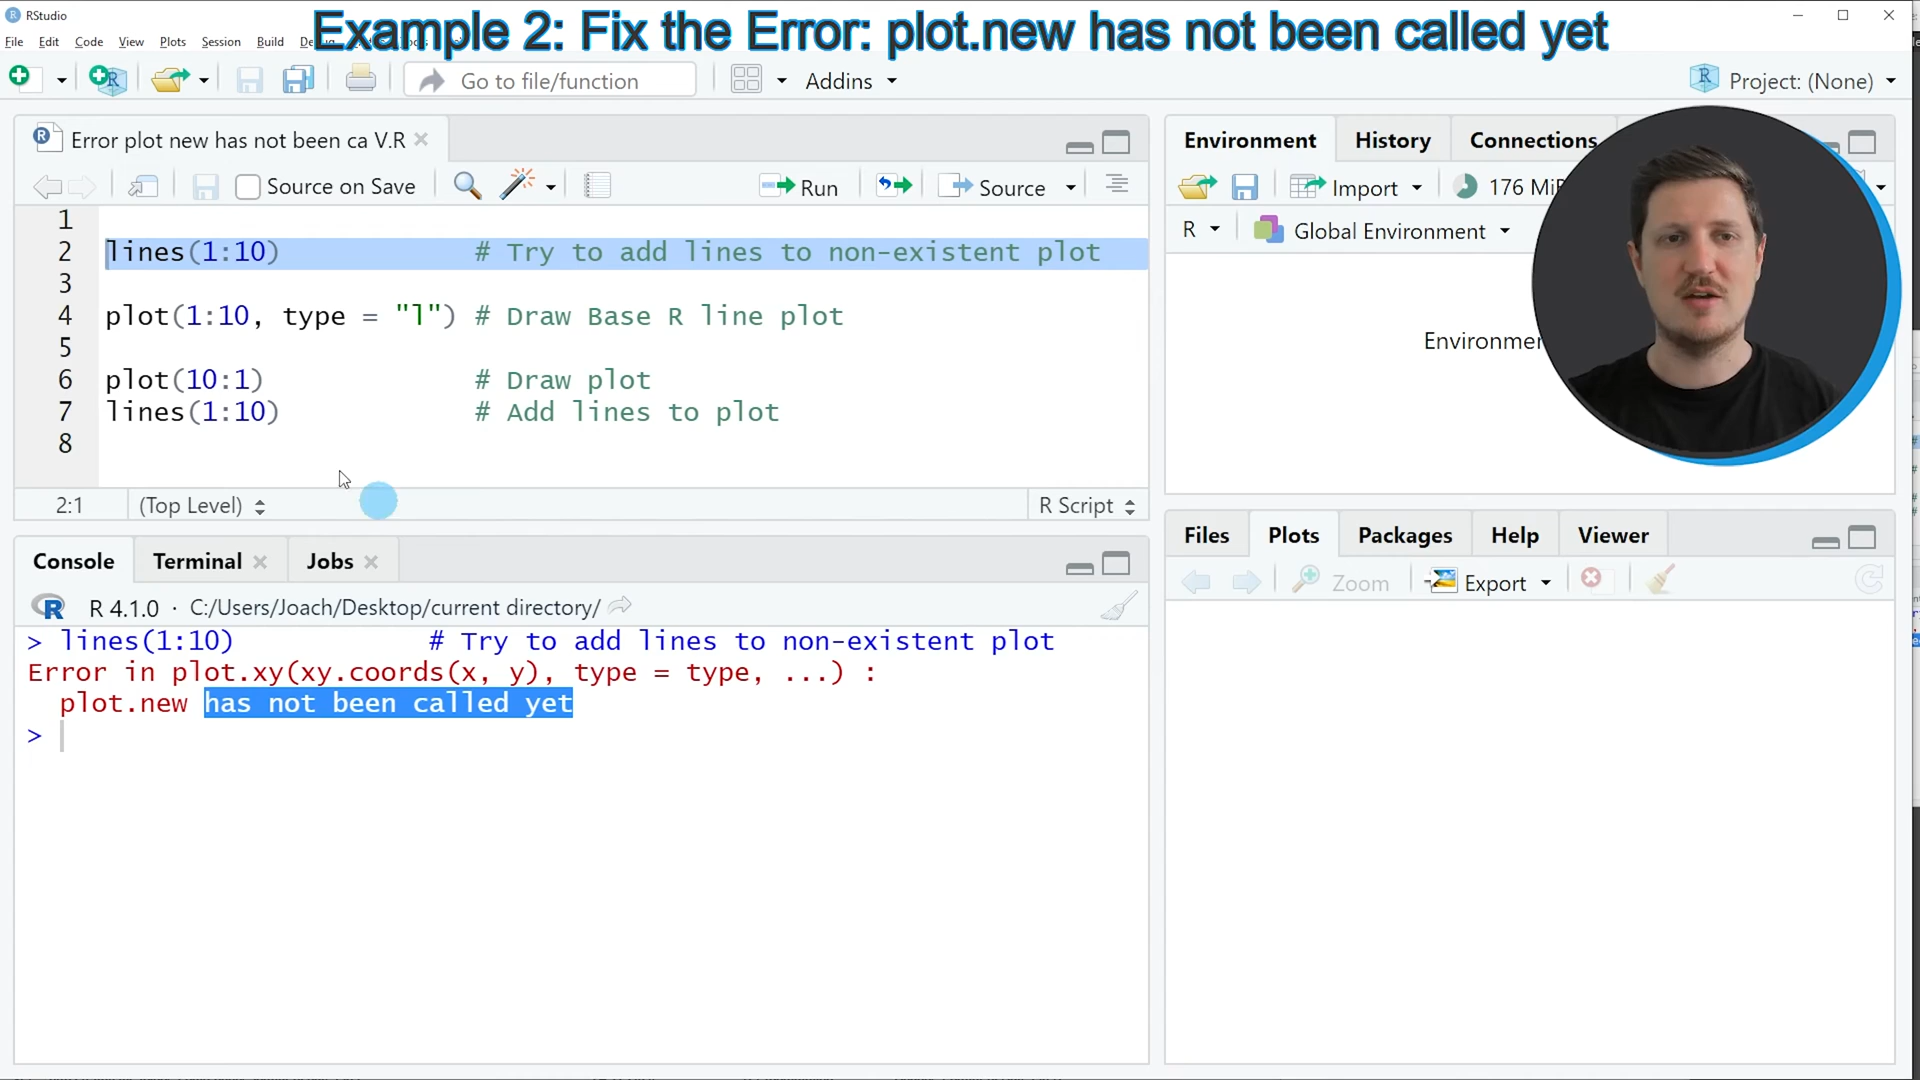 RStudio
Example 2: Fix the Error: plot.new has not been called yet
File Edit Code View Plots Session Build
Go to file/function
Addins
Project: (None)
Error plot new has not been ca V.R
Source on Save
Run
Source
1
2 lines(1:10) # Try to add lines to non-existent plot
3
4 plot(1:10, type = "l") # Draw Base R line plot
5
6 plot(10:1) # Draw plot
7 lines(1:10) # Add lines to plot
8
2:1 (Top Level) R Script
Console Terminal Jobs
R 4.1.0 · C:/Users/Joach/Desktop/current directory/
> lines(1:10) # Try to add lines to non-existent plot
Error in plot.xy(xy.coords(x, y), type = type, ...) :
plot.new has not been called yet
>
Environment History Connections
Import 176 MiB
R Global Environment
Files Plots Packages Help Viewer
Zoom Export